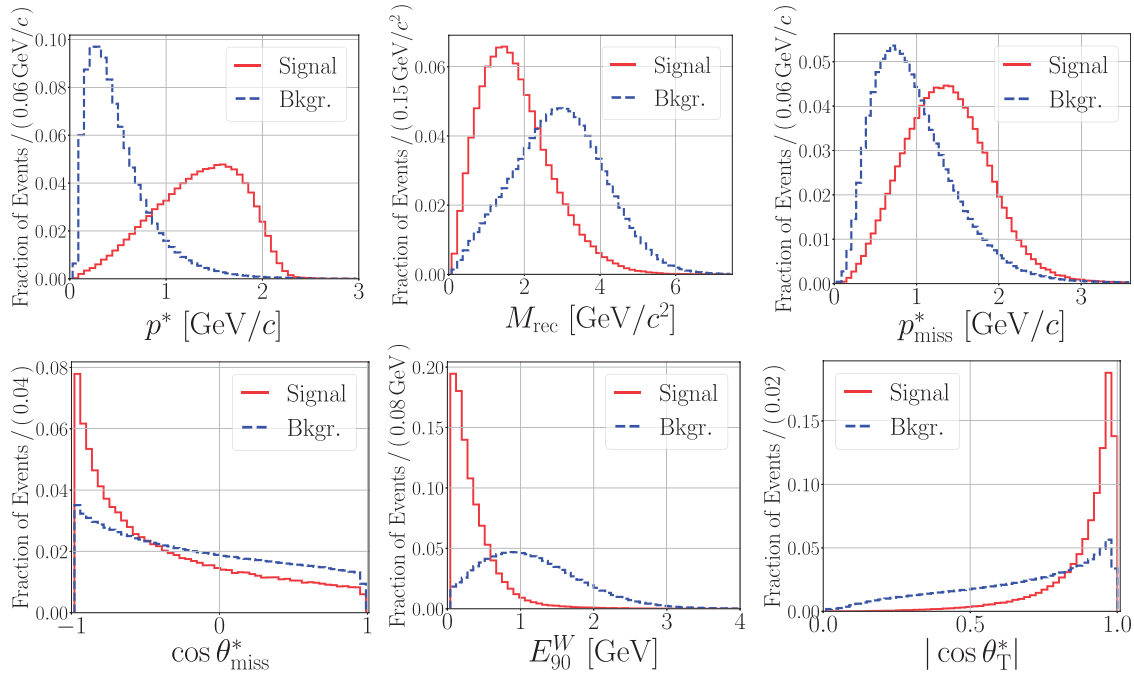 Fraction of Events / (0.06 GeV/c)
0.10
0.08
0.06
0.04
0.02
0.00
Signal
Bkgr.
0 1 2 3
p* [GeV/c]
Fraction of Events / (0.15 GeV/c²)
0.06
0.04
0.02
0.00
Signal
Bkgr.
0 2 4 6
M_rec [GeV/c²]
Fraction of Events / (0.06 GeV/c)
0.05
0.04
0.03
0.02
0.01
0.00
Signal
Bkgr.
0 1 2 3
p*_miss [GeV/c]
Fraction of Events / (0.04)
0.08
0.06
0.04
0.02
0.00
Signal
Bkgr.
−1 0 1
cos θ*_miss
Fraction of Events / (0.08 GeV)
0.20
0.15
0.10
0.05
0.00
Signal
Bkgr.
0 1 2 3 4
E^W_90 [GeV]
Fraction of Events / (0.02)
0.15
0.10
0.05
0.00
Signal
Bkgr.
0.0 0.5 1.0
| cos θ*_T|